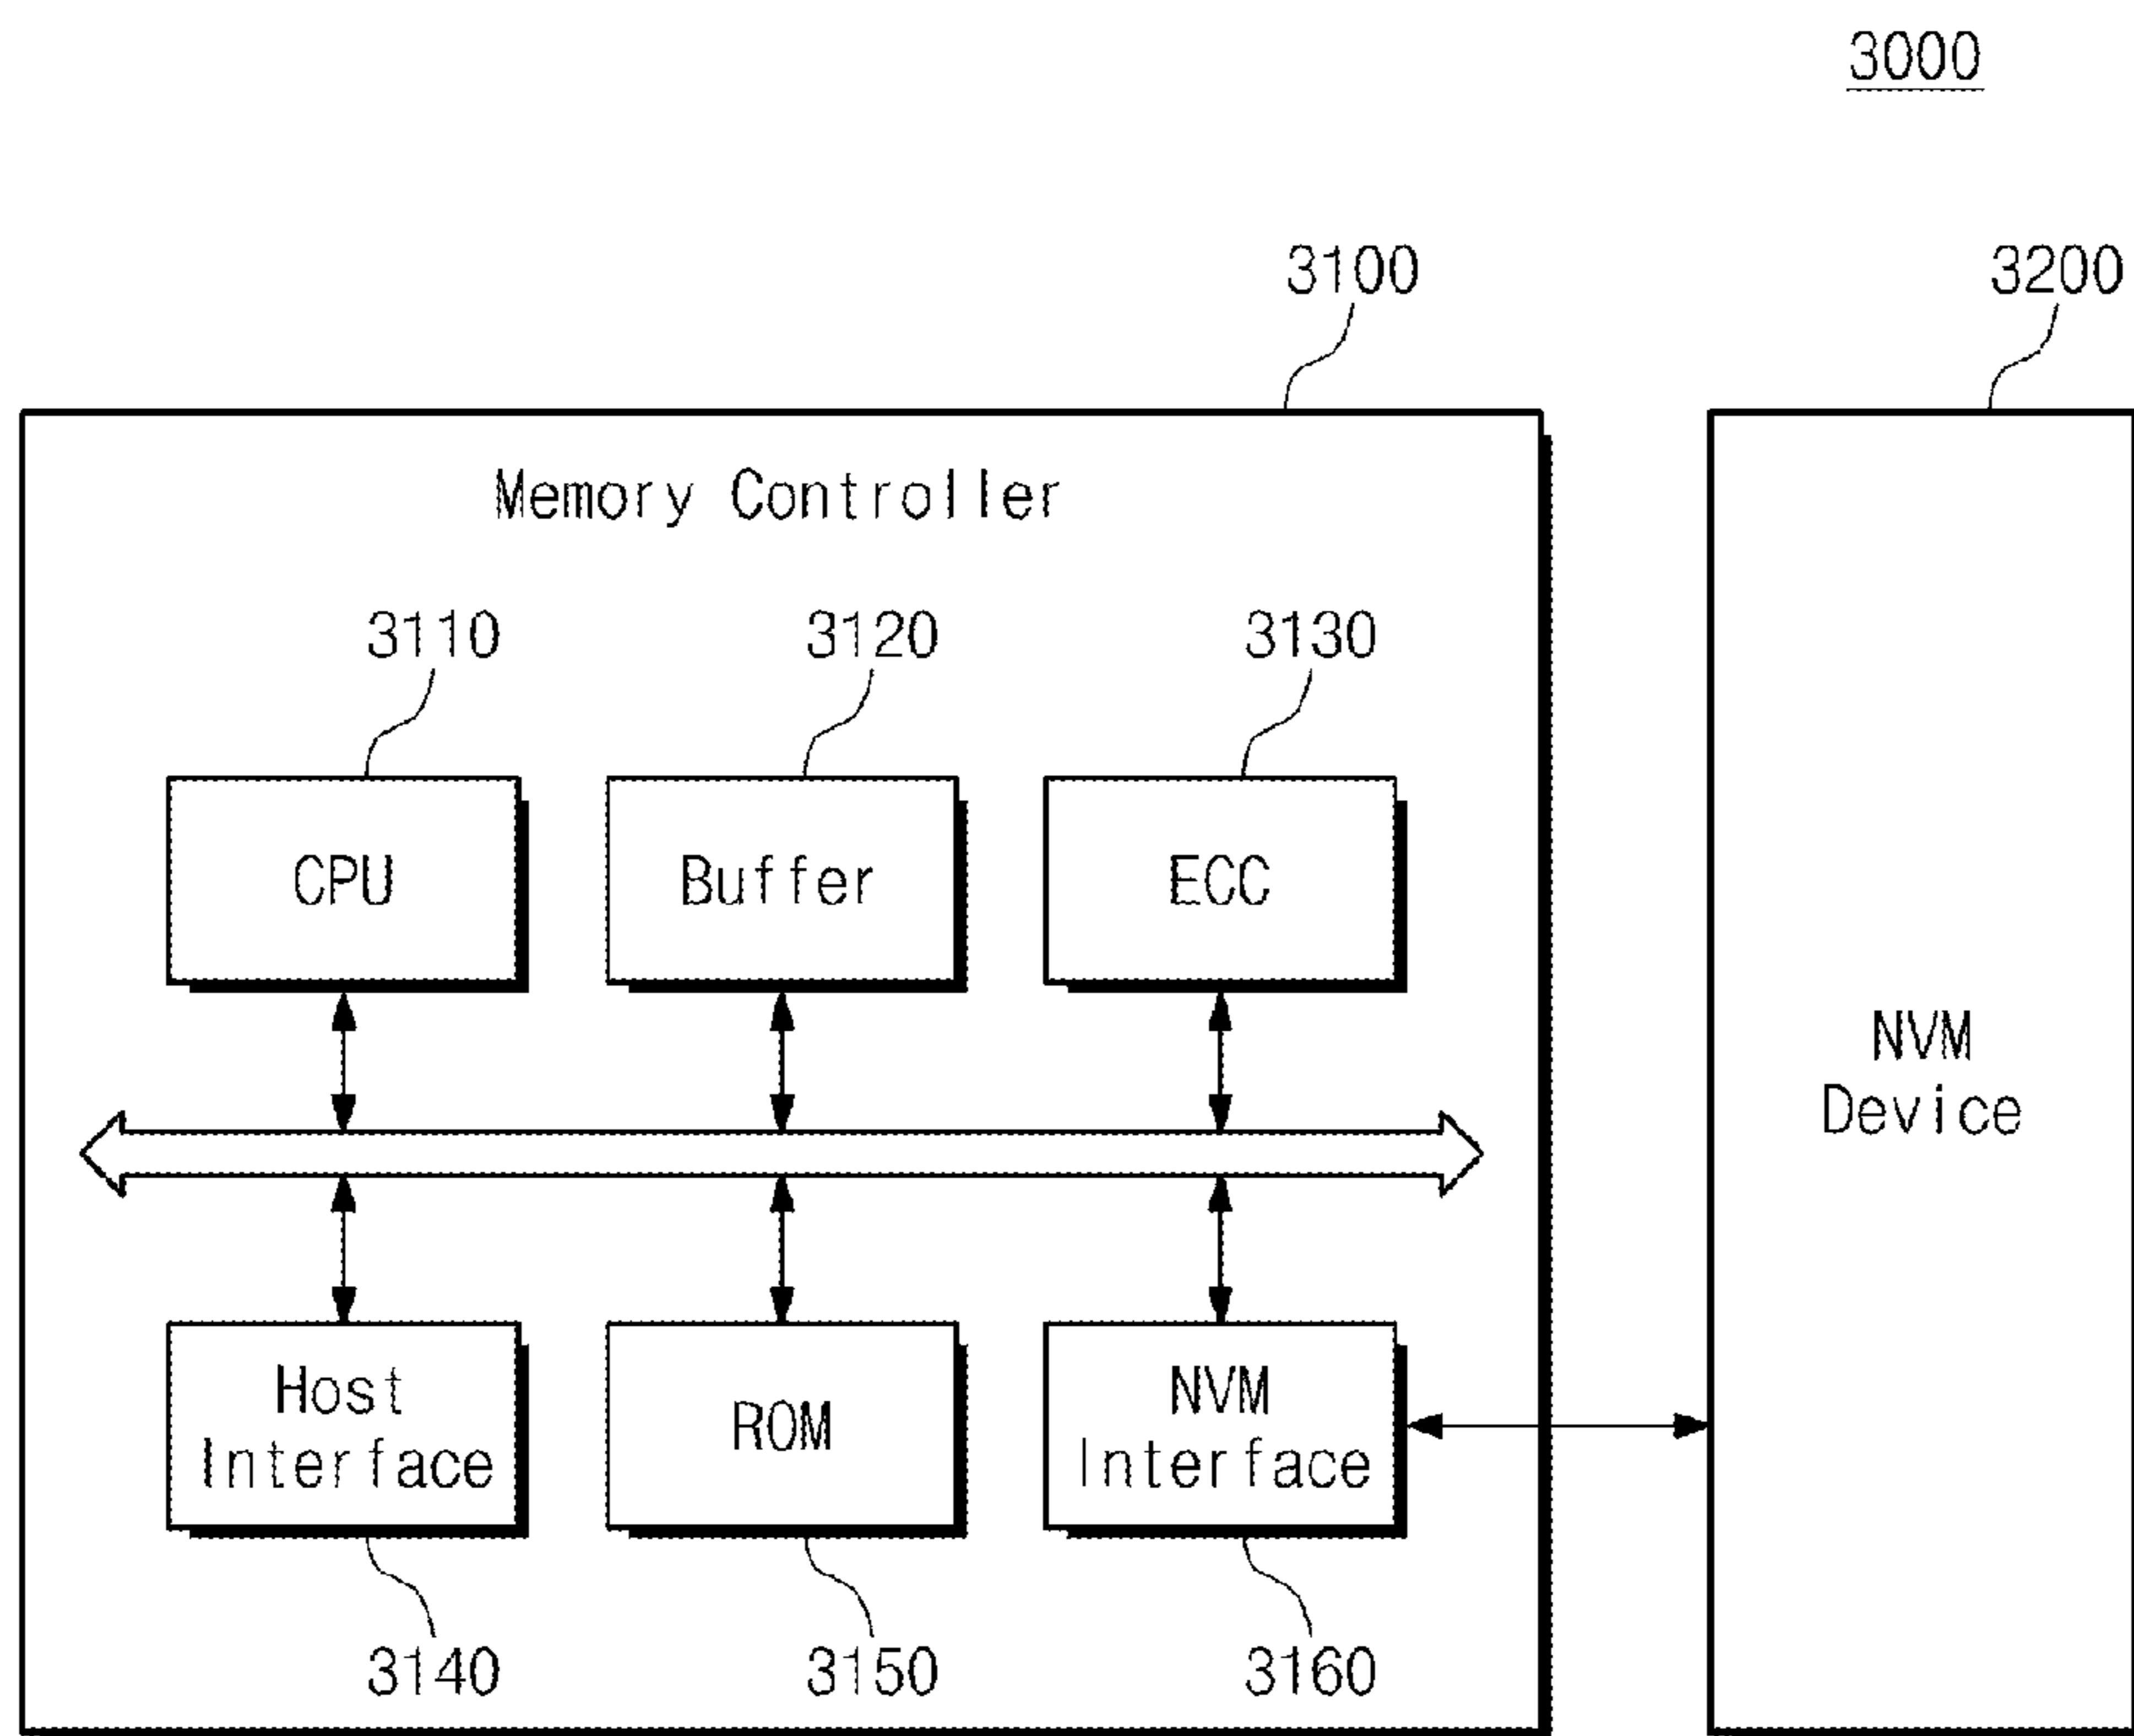 3000
3100
3200
Memory Controller
3110
3120
3130
CPU
Buffer
ECC
NVM
Device
Host
Interface
ROM
NVM
Interface
3140
3150
3160